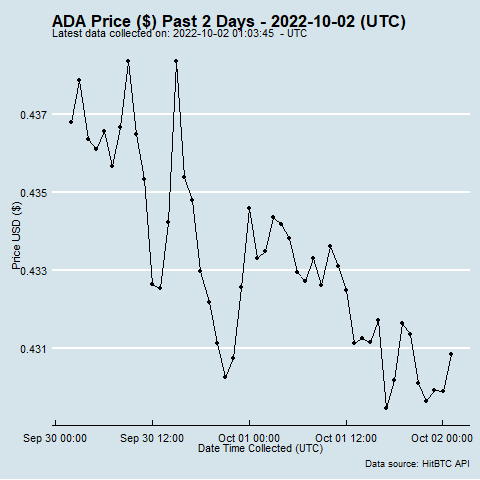 ADA Price ($) Past 2 Days - 2022-10-02 (UTC)
Latest data collected on: 2022-10-02 01:03:45  - UTC
0.437
0.435
0.433
0.431
Price USD ($)
Sep 30 00:00 Sep 30 12:00 Oct 01 00:00 Oct 01 12:00 Oct 02 00:00
Date Time Collected (UTC)
Data source: HitBTC API